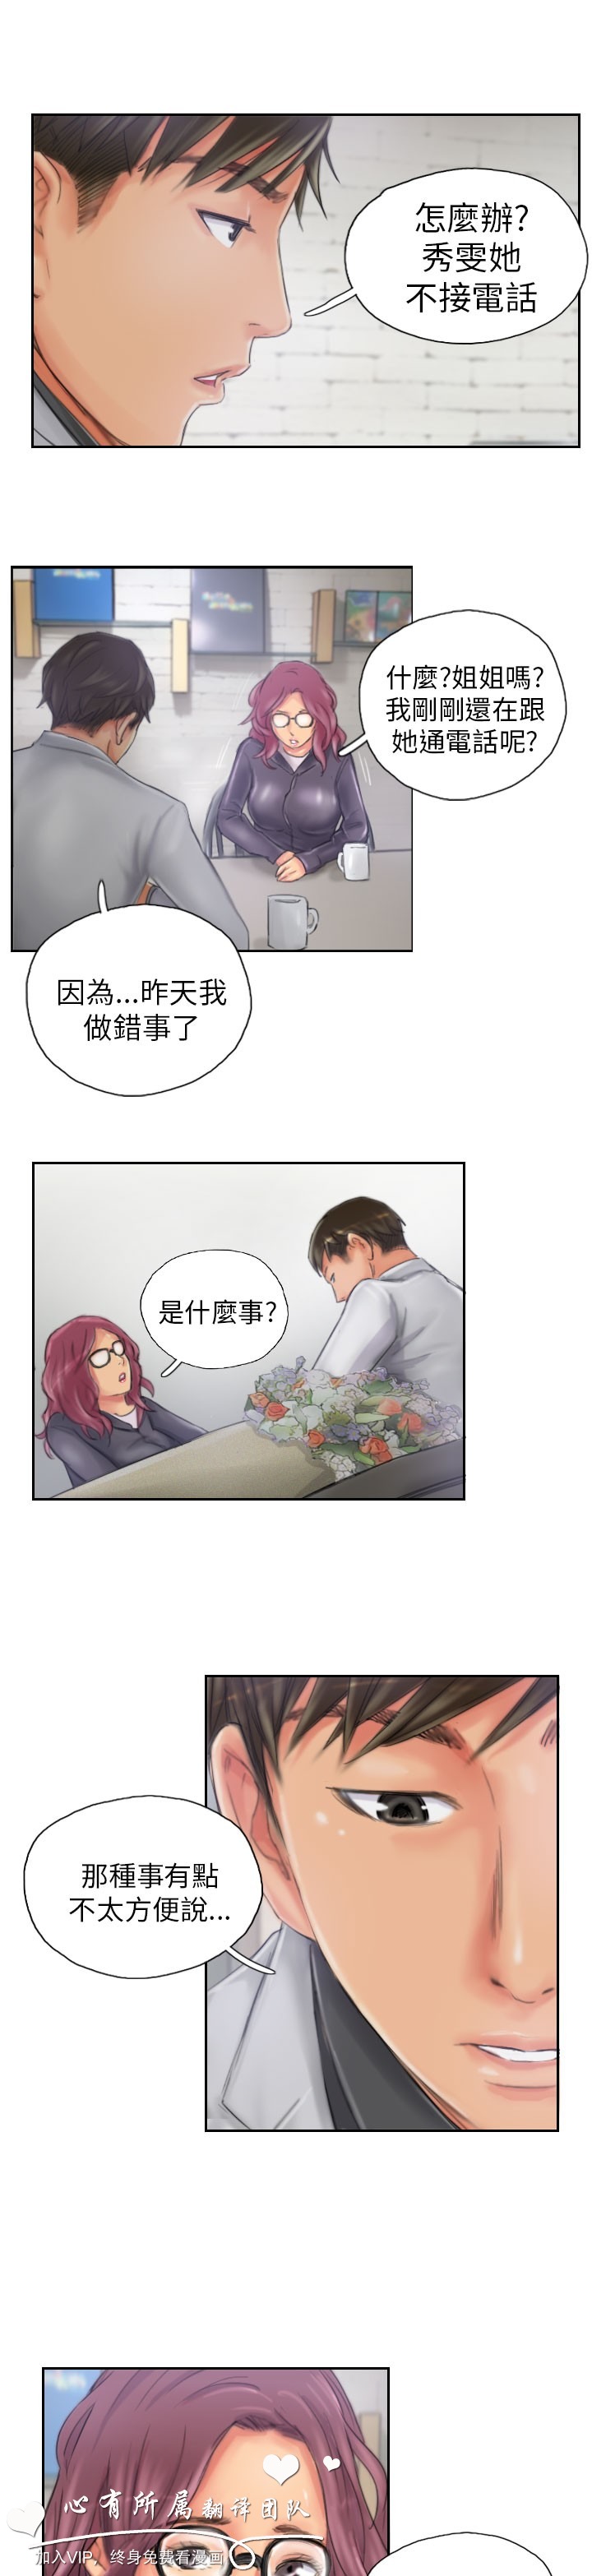 怎麼辦?
秀雯她
不接電話
什麼?姐姐嗎?
我剛剛還在跟
她通電話呢?
因為...昨天我
做錯事了
是什麼事?
那種事有點
不太方便說...
心有所属翻译团队
加入VIP，终身免费看漫画